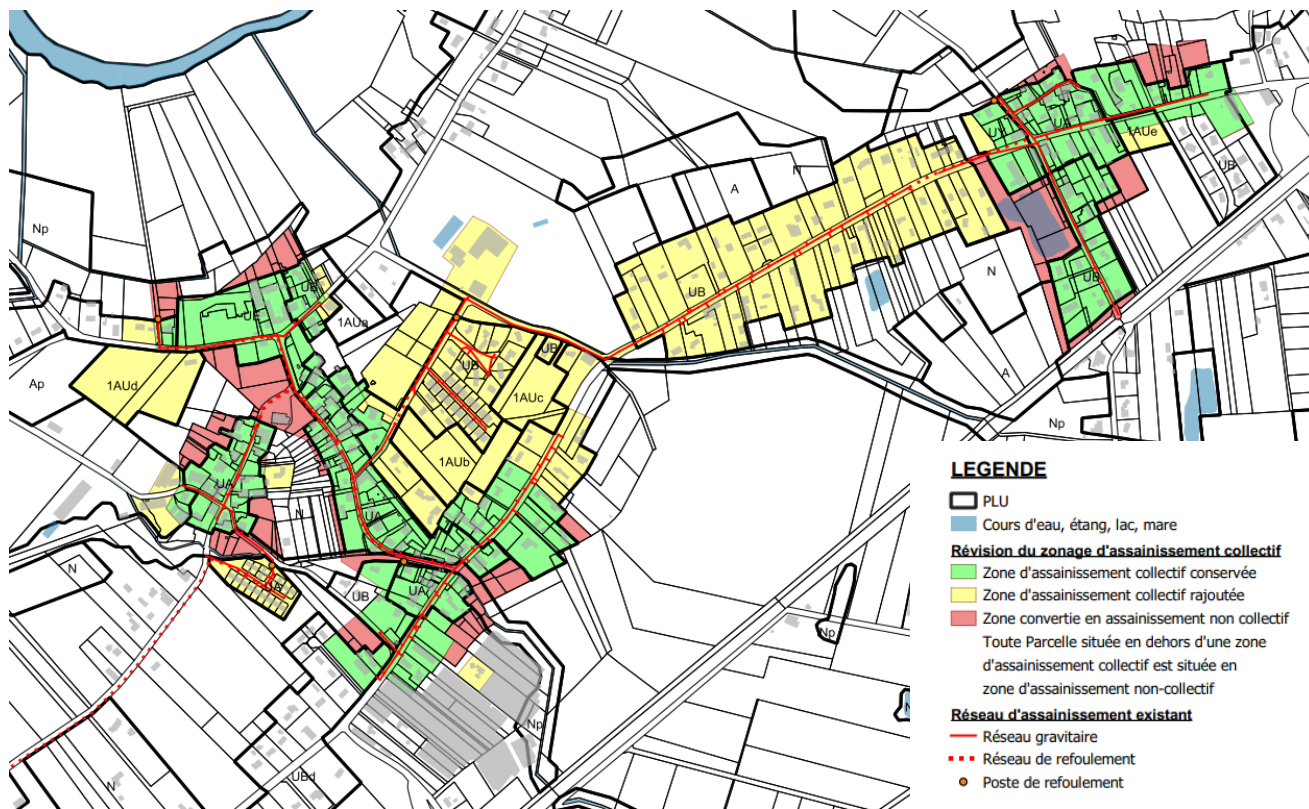 UA
UY
1AUe
UB
A
N
Np
UB
N
UB
UB
1AUa
UB
UB
A
Ap
1AUd
1AUc
Np
1AUb
UA
N
UA
N
UA
UB
UA
Np
Np
UBd
N
LEGENDE
PLU
Cours d'eau, étang, lac, mare
Révision du zonage d'assainissement collectif
Zone d'assainissement collectif conservée
Zone d'assainissement collectif rajoutée
Zone convertie en assainissement non collectif
Toute Parcelle située en dehors d'une zone
d'assainissement collectif est située en
zone d'assainissement non-collectif
Réseau d'assainissement existant
Réseau gravitaire
Réseau de refoulement
Poste de refoulement